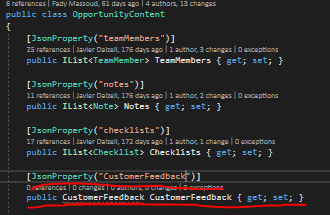 6 references | Fady Massoud, 61 days ago | 4 authors, 13 changes
public class OpportunityContent
{
[JsonProperty("teamMembers")]
25 references | Javier Dalzell, 176 days ago | 1 author, 3 changes | 0 exceptions
public IList<TeamMember> TeamMembers { get; set; }
[JsonProperty("notes")]
11 references | Javier Dalzell, 176 days ago | 1 author, 2 changes | 0 exceptions
public IList<Note> Notes { get; set; }
[JsonProperty("checklists")]
17 references | Javier Dalzell, 172 days ago | 1 author, 1 change | 0 exceptions
public IList<Checklist> Checklists { get; set; }
[JsonProperty("CustomerFeedback")]
0 references | 0 changes | 0 authors, 0 changes | 0 exceptions
public CustomerFeedback CustomerFeedback { get; set; }